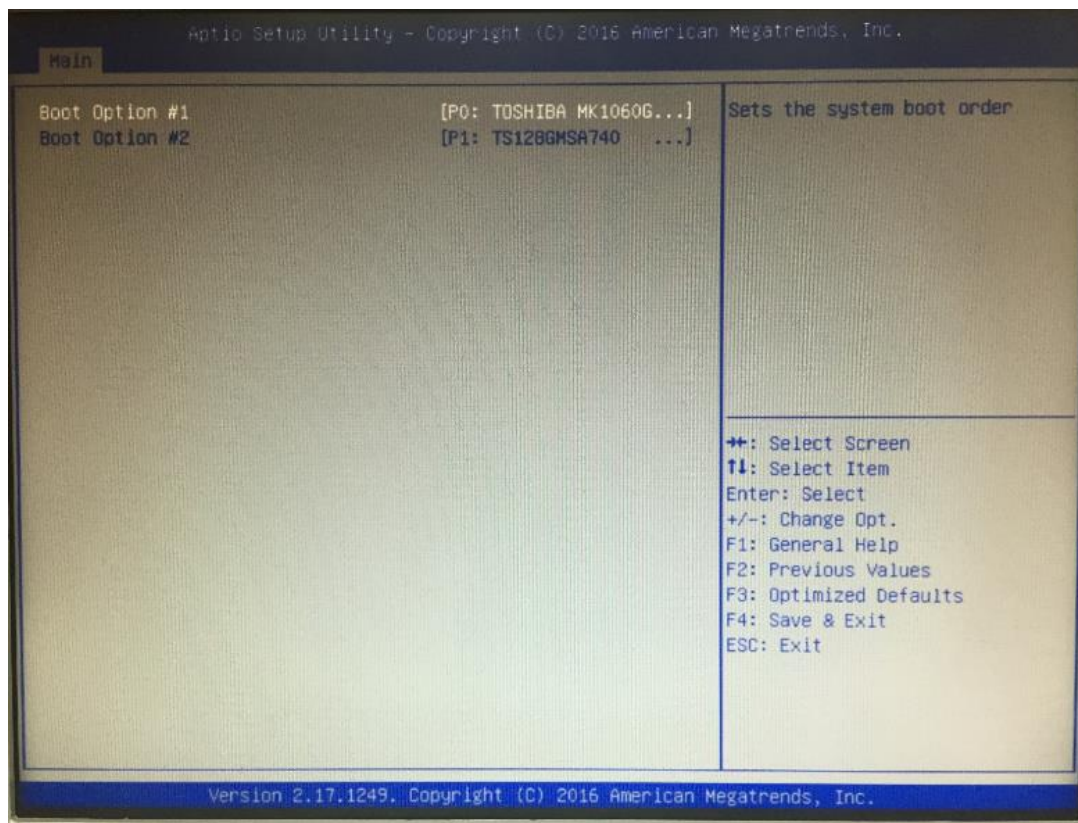 Aptio Setup Utility - Copyright (C) 2016 American Megatrends, Inc.
Main
Boot Option #1 [P0: TOSHIBA MK1060G...]
Boot Option #2 [P1: TS128GMSA740 ...]
Sets the system boot order
→←: Select Screen
↑↓: Select Item
Enter: Select
+/-: Change Opt.
F1: General Help
F2: Previous Values
F3: Optimized Defaults
F4: Save & Exit
ESC: Exit
Version 2.17.1249. Copyright (C) 2016 American Megatrends, Inc.